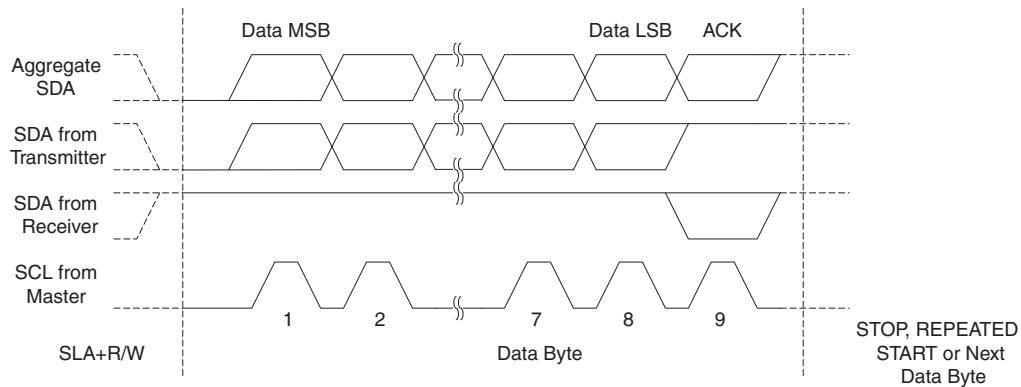 Data MSB
Data LSB
ACK
Aggregate
SDA
SDA from
Transmitter
SDA from
Receiver
SCL from
Master
1
2
7
8
9
SLA+R/W
Data Byte
STOP, REPEATED
START or Next
Data Byte